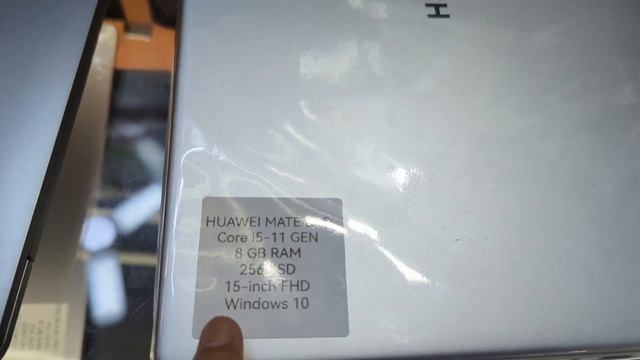 H
HUAWEI MATE
Core i5-11 GEN
8 GB RAM
15-inch FHD
Windows 10